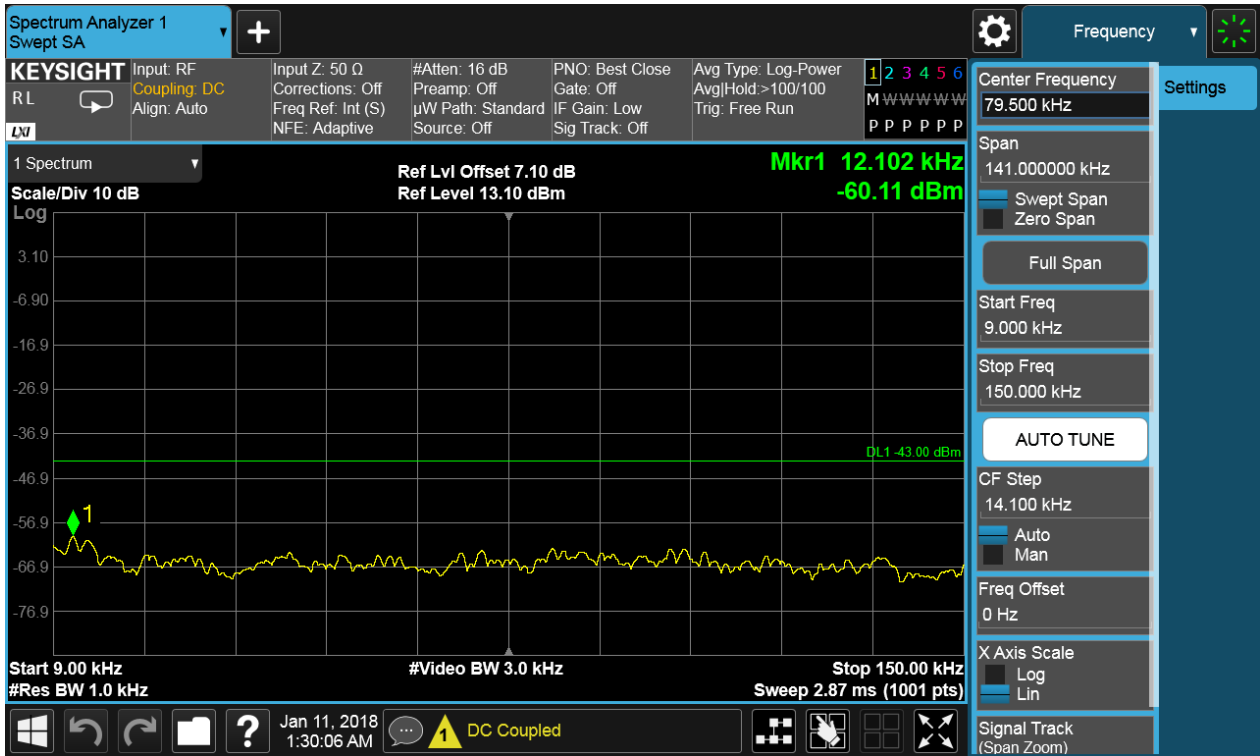 Spectrum Analyzer 1
Swept SA
+
Frequency
KEYSIGHT
RL
LXI
Input: RF
Coupling: DC
Align: Auto
Input Z: 50 Ω
Corrections: Off
Freq Ref: Int (S)
NFE: Adaptive
#Atten: 16 dB
Preamp: Off
µW Path: Standard
Source: Off
PNO: Best Close
Gate: Off
IF Gain: Low
Sig Track: Off
Avg Type: Log-Power
Avg|Hold:>100/100
Trig: Free Run
1 2 3 4 5 6
M W W W W W
P P P P P P
1 Spectrum
Scale/Div 10 dB
Log
Ref Lvl Offset 7.10 dB
Ref Level 13.10 dBm
Mkr1 12.102 kHz
-60.11 dBm
3.10
-6.90
-16.9
-26.9
-36.9
DL1 -43.00 dBm
-46.9
1
-56.9
-66.9
-76.9
Start 9.00 kHz
#Video BW 3.0 kHz
Stop 150.00 kHz
#Res BW 1.0 kHz
Sweep 2.87 ms (1001 pts)
Center Frequency
79.500 kHz
Settings
Span
141.000000 kHz
Swept Span
Zero Span
Full Span
Start Freq
9.000 kHz
Stop Freq
150.000 kHz
AUTO TUNE
CF Step
14.100 kHz
Auto
Man
Freq Offset
0 Hz
X Axis Scale
Log
Lin
Signal Track
(Span Zoom)
?
Jan 11, 2018
1:30:06 AM
1
DC Coupled